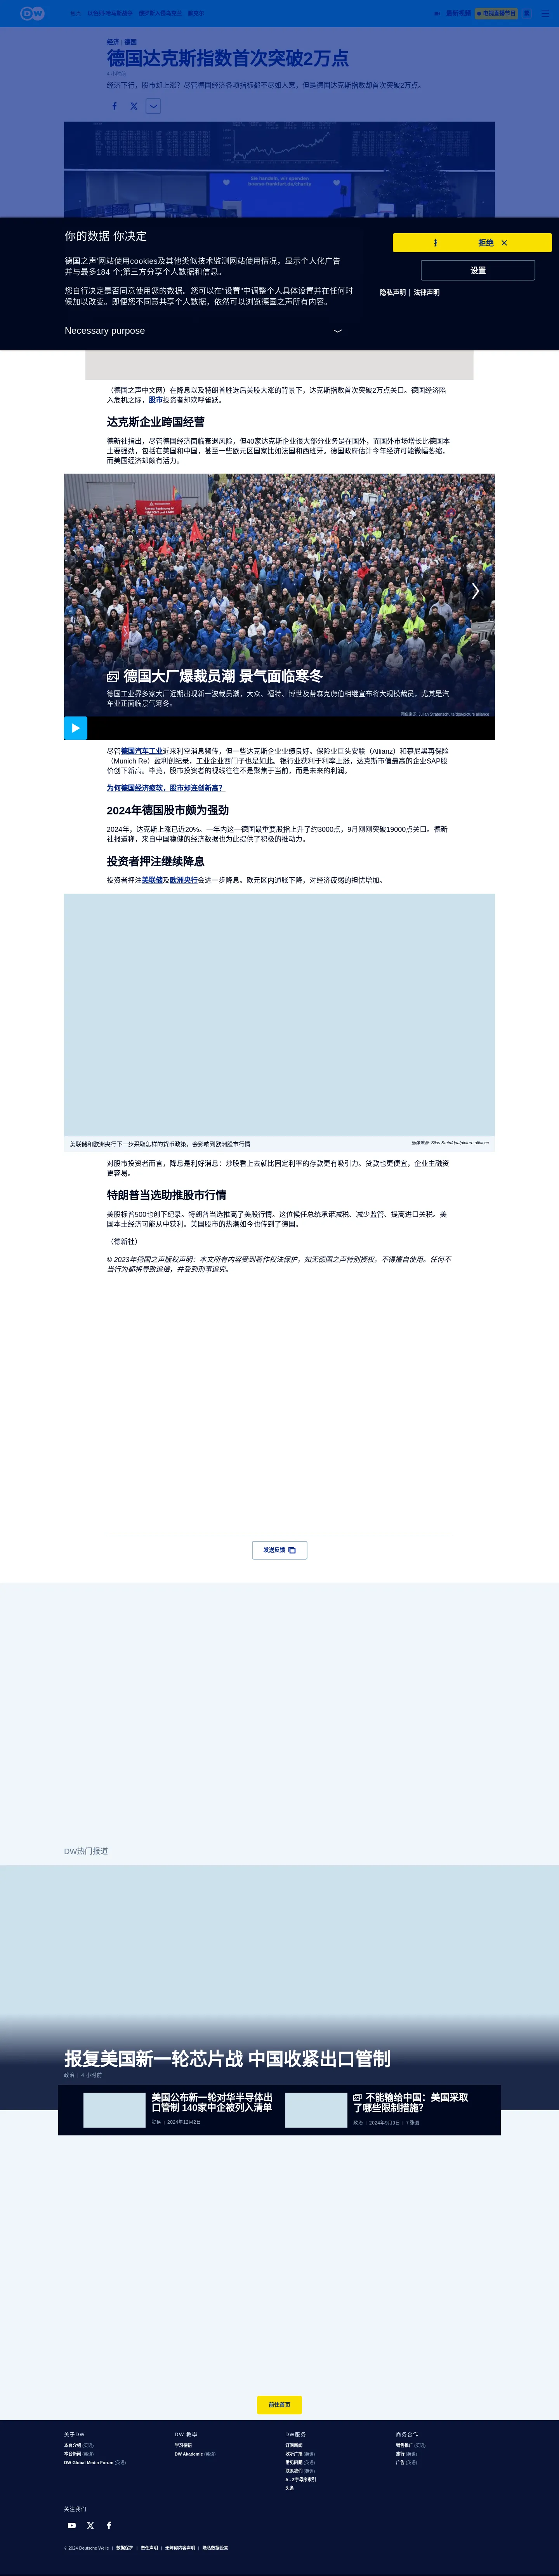 DW
以色列-哈马斯战争
俄罗斯入侵乌克兰
最新视频
电视直播节目
经济 | 德国
德国达克斯指数首次突破2万点
4 小时前
经济下行，股市却上涨？尽管德国经济各项指标都不尽如人意，但是德国达克斯指数却首次突破2万点。
你的数据 你决定
德国之声'网站使用cookies及其他类似技术监测网站使用情况，显示个人化广告
并与最多184 个;第三方分享个人数据和信息。
您自行决定是否同意使用您的数据。您可以在“设置”中调整个人具体设置并在任何时
候加以改变。即使您不同意共享个人数据，依然可以浏览德国之声所有内容。
Necessary purpose
拒绝
设置
隐私声明 | 法律声明
（德国之声中文网）在降息以及特朗普胜选后美股大涨的背景下，达克斯指数首次突破2万点关口。德国经济陷
入危机之际，股市投资者却欢呼雀跃。
达克斯企业跨国经营
德新社指出，尽管德国经济面临衰退风险，但40家达克斯企业很大部分业务是在国外，而国外市场增长比德国本
土要强劲，包括在美国和中国，甚至一些欧元区国家比如法国和西班牙。德国政府估计今年经济可能微幅萎缩，
而美国经济却颇有活力。
德国大厂爆裁员潮 景气面临寒冬
德国工业界多家大厂近期出现新一波裁员潮，大众、福特、博世及蒂森克虏伯相继宣布将大规模裁员，尤其是汽
车业正面临景气寒冬。
图像来源: Julian Stratenschulte/dpa/picture alliance
尽管德国汽车工业近来利空消息频传，但一些达克斯企业业绩良好。保险业巨头安联（Allianz）和慕尼黑再保险
（Munich Re）盈利创纪录，工业企业西门子也是如此。银行业获利于利率上涨，达克斯市值最高的企业SAP股
价创下新高。毕竟，股市投资者的视线往往不是聚焦于当前，而是未来的利润。
为何德国经济疲软，股市却连创新高？
2024年德国股市颇为强劲
2024年，达克斯上涨已近20%。一年内这一德国最重要股指上升了约3000点，9月刚刚突破19000点关口。德新
社报道称，来自中国稳健的经济数据也为此提供了积极的推动力。
投资者押注继续降息
投资者押注美联储及欧洲央行会进一步降息。欧元区内通胀下降，对经济疲弱的担忧增加。
美联储和欧洲央行下一步采取怎样的货币政策，会影响到欧洲股市行情
图像来源: Silas Stein/dpa/picture alliance
对股市投资者而言，降息是利好消息：炒股看上去就比固定利率的存款更有吸引力。贷款也更便宜，企业主融资
更容易。
特朗普当选助推股市行情
美股标普500也创下纪录。特朗普当选推高了美股行情。这位候任总统承诺减税、减少监管、提高进口关税。美
国本土经济可能从中获利。美国股市的热潮如今也传到了德国。
（德新社）
© 2023年德国之声版权声明：本文所有内容受到著作权法保护，如无德国之声特别授权，不得擅自使用。任何不
当行为都将导致追偿，并受到刑事追究。
发送反馈
DW热门报道
报复美国新一轮芯片战 中国收紧出口管制
政治 | 4 小时前
美国公布新一轮对华半导体出
口管制 140家中企被列入清单
贸易 | 2024年12月2日
不能输给中国：美国采取
了哪些限制措施？
政治 | 2024年9月9日 | 7 张图
前往首页
关于DW
本台介绍 (英语)
本台新闻 (英语)
DW Global Media Forum (英语)
DW 教学
学习德语
DW Akademie (英语)
DW服务
订阅新闻
收听广播 (英语)
常见问题 (英语)
联系我们 (英语)
A - Z字母序索引
头条
商务合作
销售推广 (英语)
旅行 (英语)
广告 (英语)
关注我们
© 2024 Deutsche Welle | 数据保护 | 责任声明 | 无障碍内容声明 | 隐私数据设置